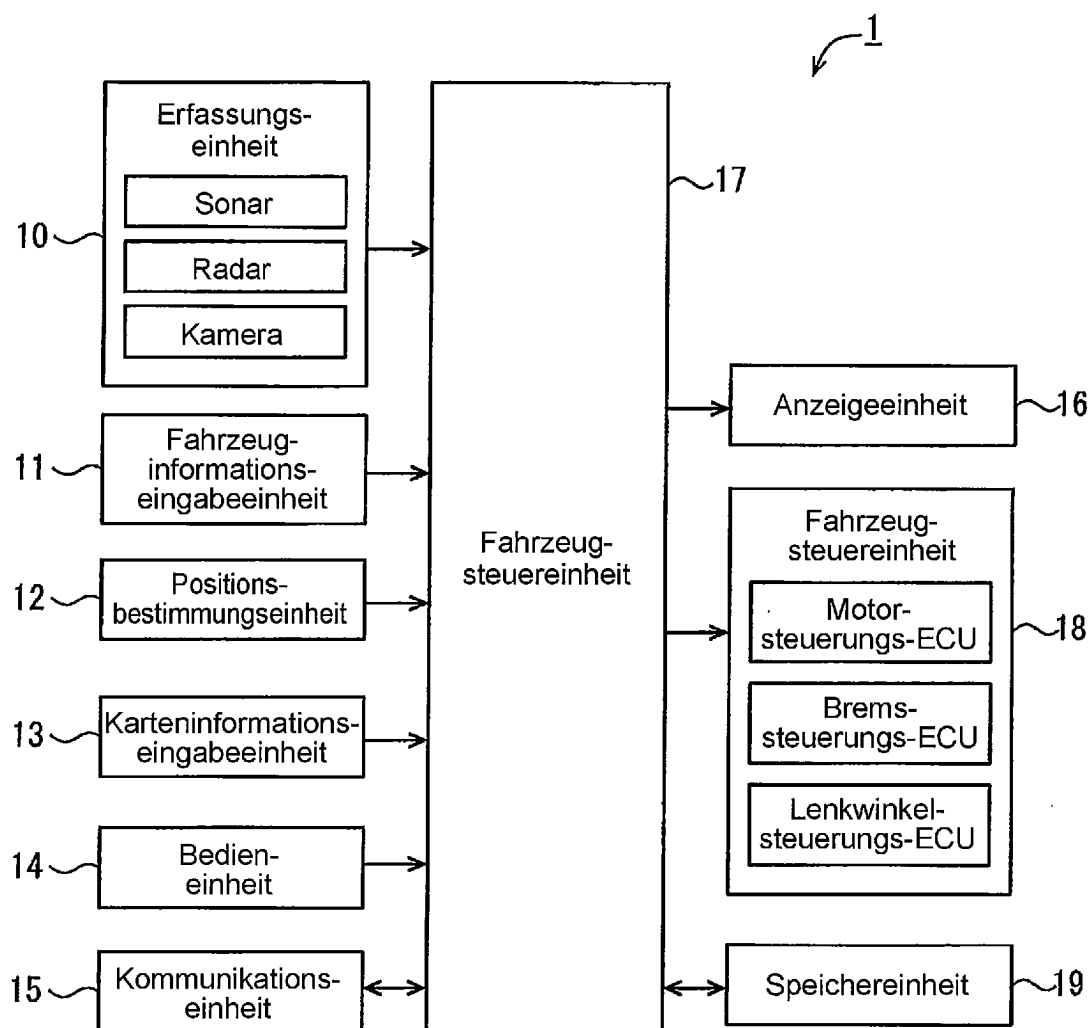 1
Erfassungs-
einheit
Sonar
Radar
Kamera
10
Fahrzeug-
informations-
eingabeeinheit
11
Positions-
bestimmungseinheit
12
Karteninformations-
eingabeeinheit
13
Bedien-
einheit
14
Kommunikations-
einheit
15
Fahrzeug-
steuereinheit
17
Anzeigeeinheit
16
Fahrzeug-
steuereinheit
Motor-
steuerungs-ECU
Brems-
steuerungs-ECU
Lenkwinkel-
steuerungs-ECU
18
Speichereinheit
19